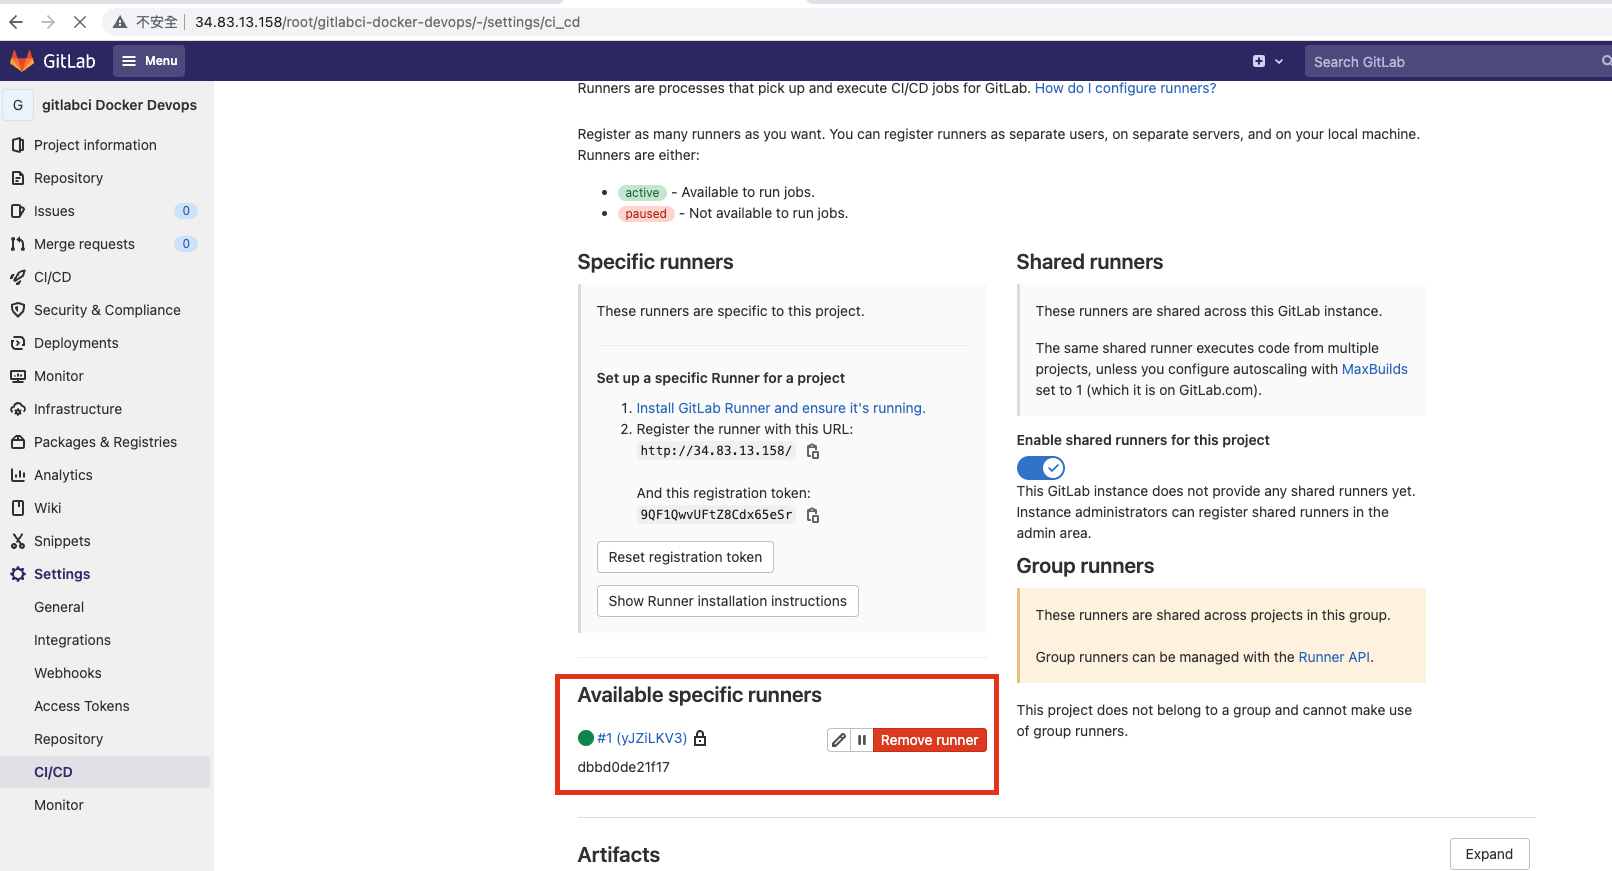 不安全 34.83.13.158/root/gitlabci-docker-devops/-/settings/ci_cd
GitLab
Menu
Search GitLab
G gitlabci Docker Devops
Project information
Repository
Issues 0
Merge requests 0
CI/CD
Security & Compliance
Deployments
Monitor
Infrastructure
Packages & Registries
Analytics
Wiki
Snippets
Settings
General
Integrations
Webhooks
Access Tokens
Repository
CI/CD
Monitor
Runners are processes that pick up and execute CI/CD jobs for GitLab. How do I configure runners?
Register as many runners as you want. You can register runners as separate users, on separate servers, and on your local machine.
Runners are either:
• active - Available to run jobs.
• paused - Not available to run jobs.
Specific runners
These runners are specific to this project.
Set up a specific Runner for a project
1. Install GitLab Runner and ensure it's running.
2. Register the runner with this URL:
http://34.83.13.158/
And this registration token:
9QF1QwvUFtZ8Cdx65eSr
Reset registration token
Show Runner installation instructions
Available specific runners
#1 (yJZiLKV3)
Remove runner
dbbd0de21f17
Shared runners
These runners are shared across this GitLab instance.
The same shared runner executes code from multiple
projects, unless you configure autoscaling with MaxBuilds
set to 1 (which it is on GitLab.com).
Enable shared runners for this project
This GitLab instance does not provide any shared runners yet.
Instance administrators can register shared runners in the
admin area.
Group runners
These runners are shared across projects in this group.
Group runners can be managed with the Runner API.
This project does not belong to a group and cannot make use
of group runners.
Artifacts
Expand